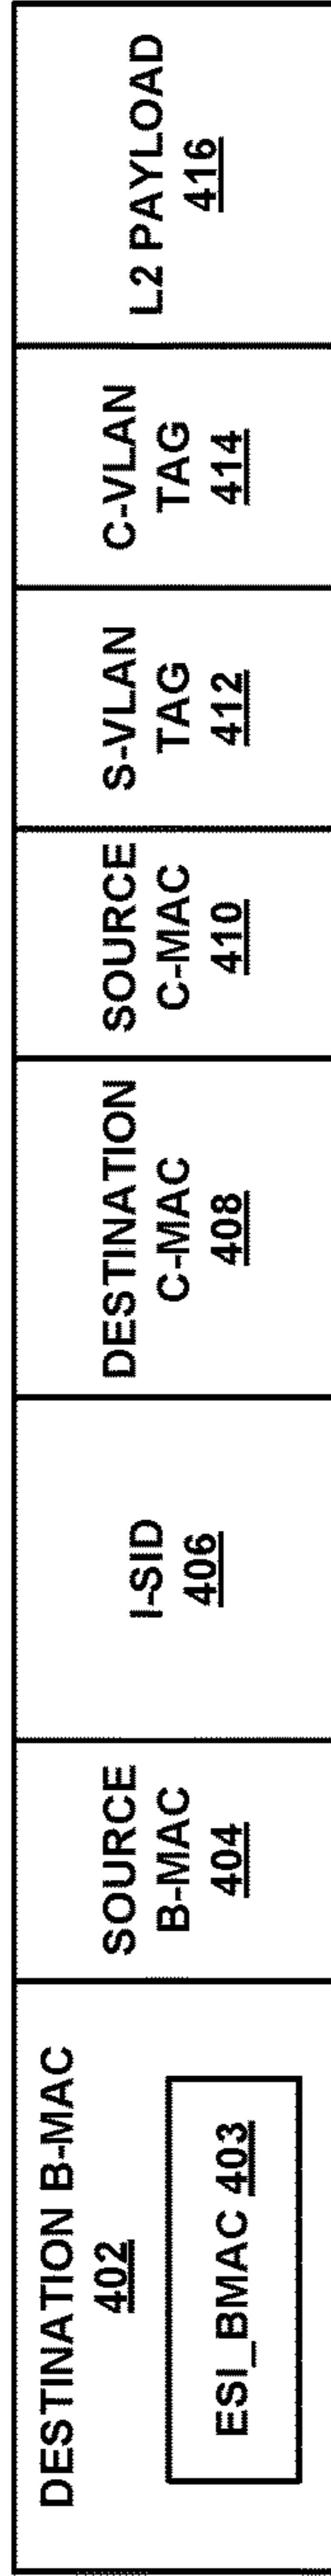 DESTINATION B-MAC
402
ESI_BMAC 403
SOURCE
B-MAC
404
I-SID
406
DESTINATION
C-MAC
408
SOURCE
C-MAC
410
S-VLAN
TAG
412
C-VLAN
TAG
414
L2 PAYLOAD
416